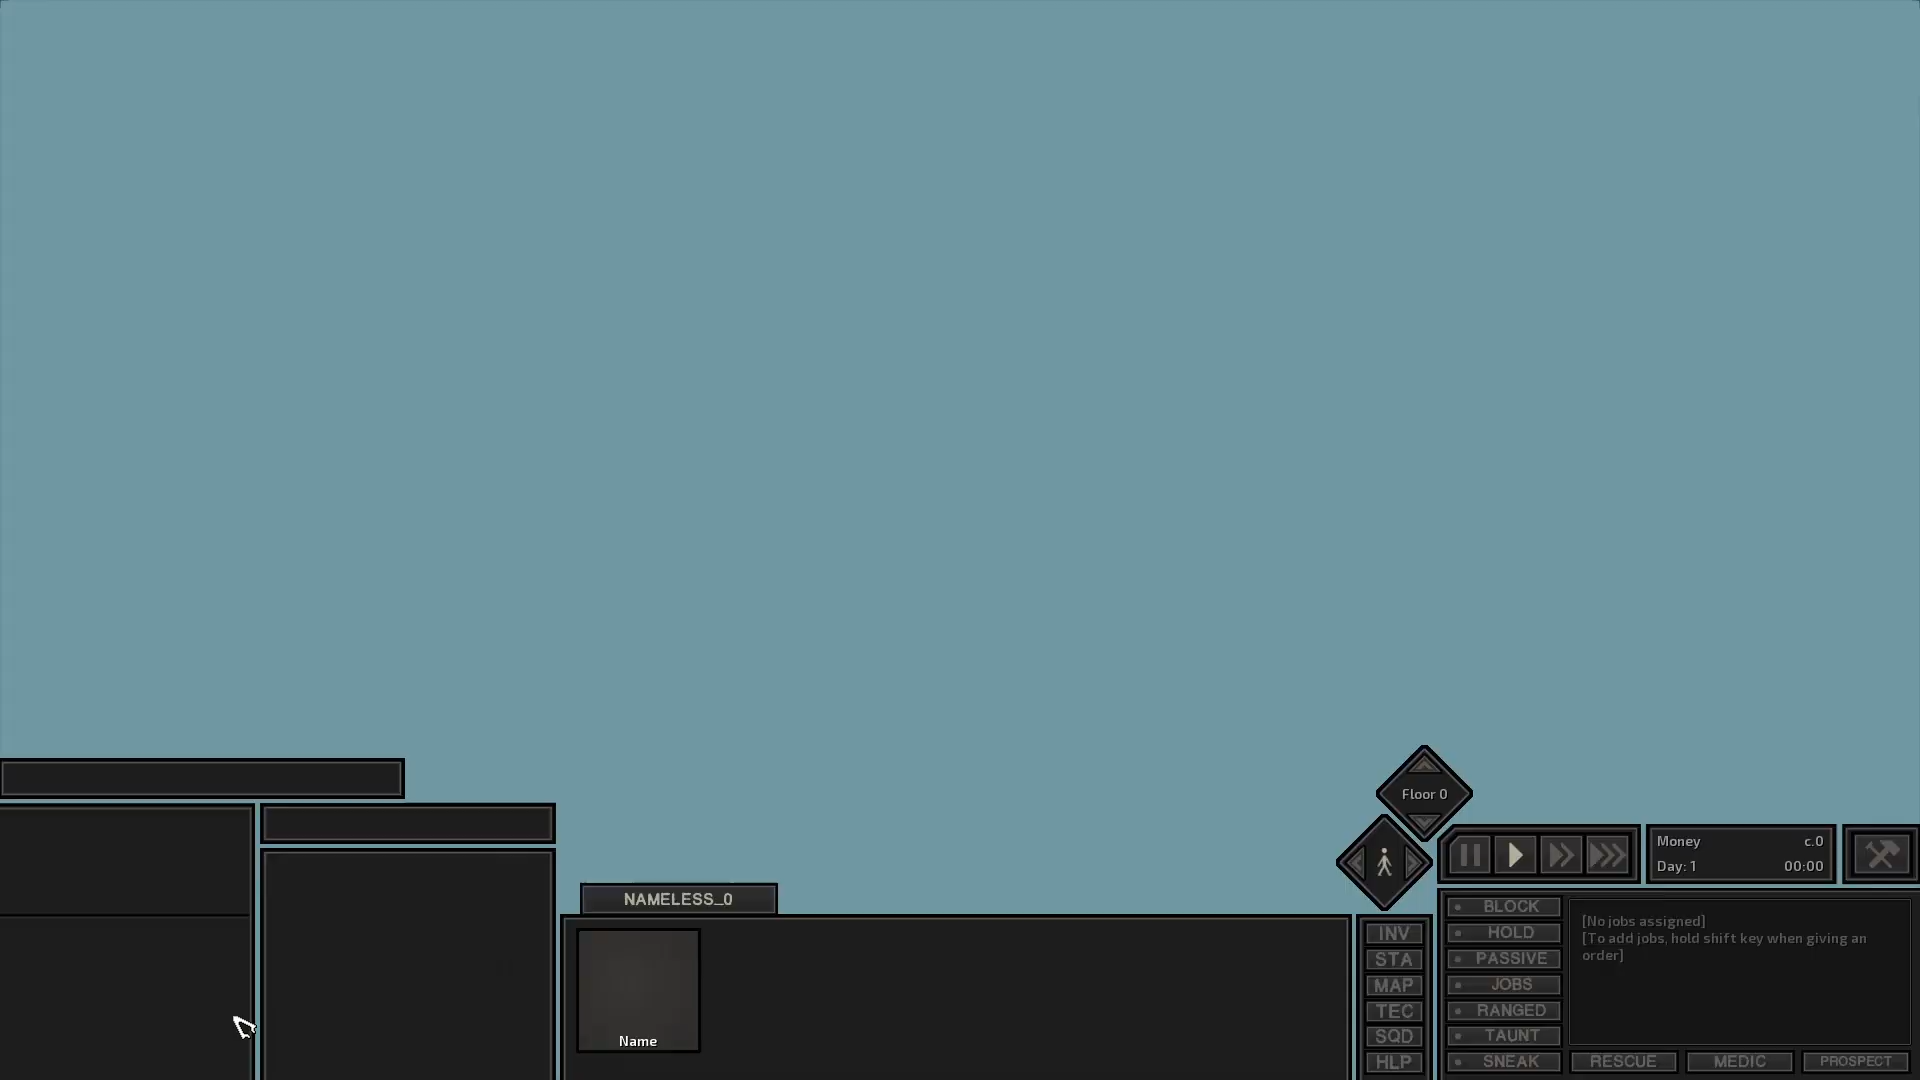 Floor 0
Money c.0
Day: 1 00:00
NAMELESS_0
Name
INV
STA
MAP
TEC
SQD
HLP
BLOCK
HOLD
PASSIVE
JOBS
RANGED
TAUNT
SNEAK
[No jobs assigned]
[To add jobs, hold shift key when giving an
order]
RESCUE MEDIC PROSPECT